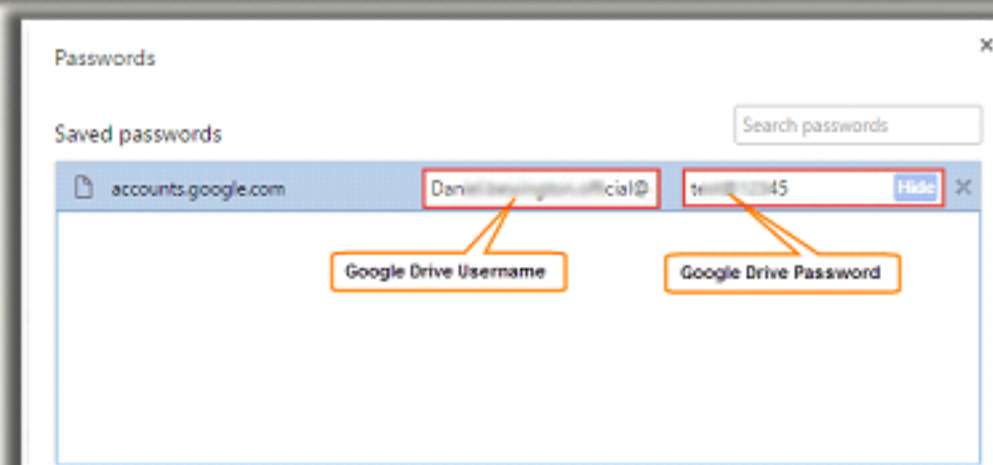 Passwords
Saved passwords
Search passwords
accounts.google.com
Hide
Google Drive Username
Google Drive Password